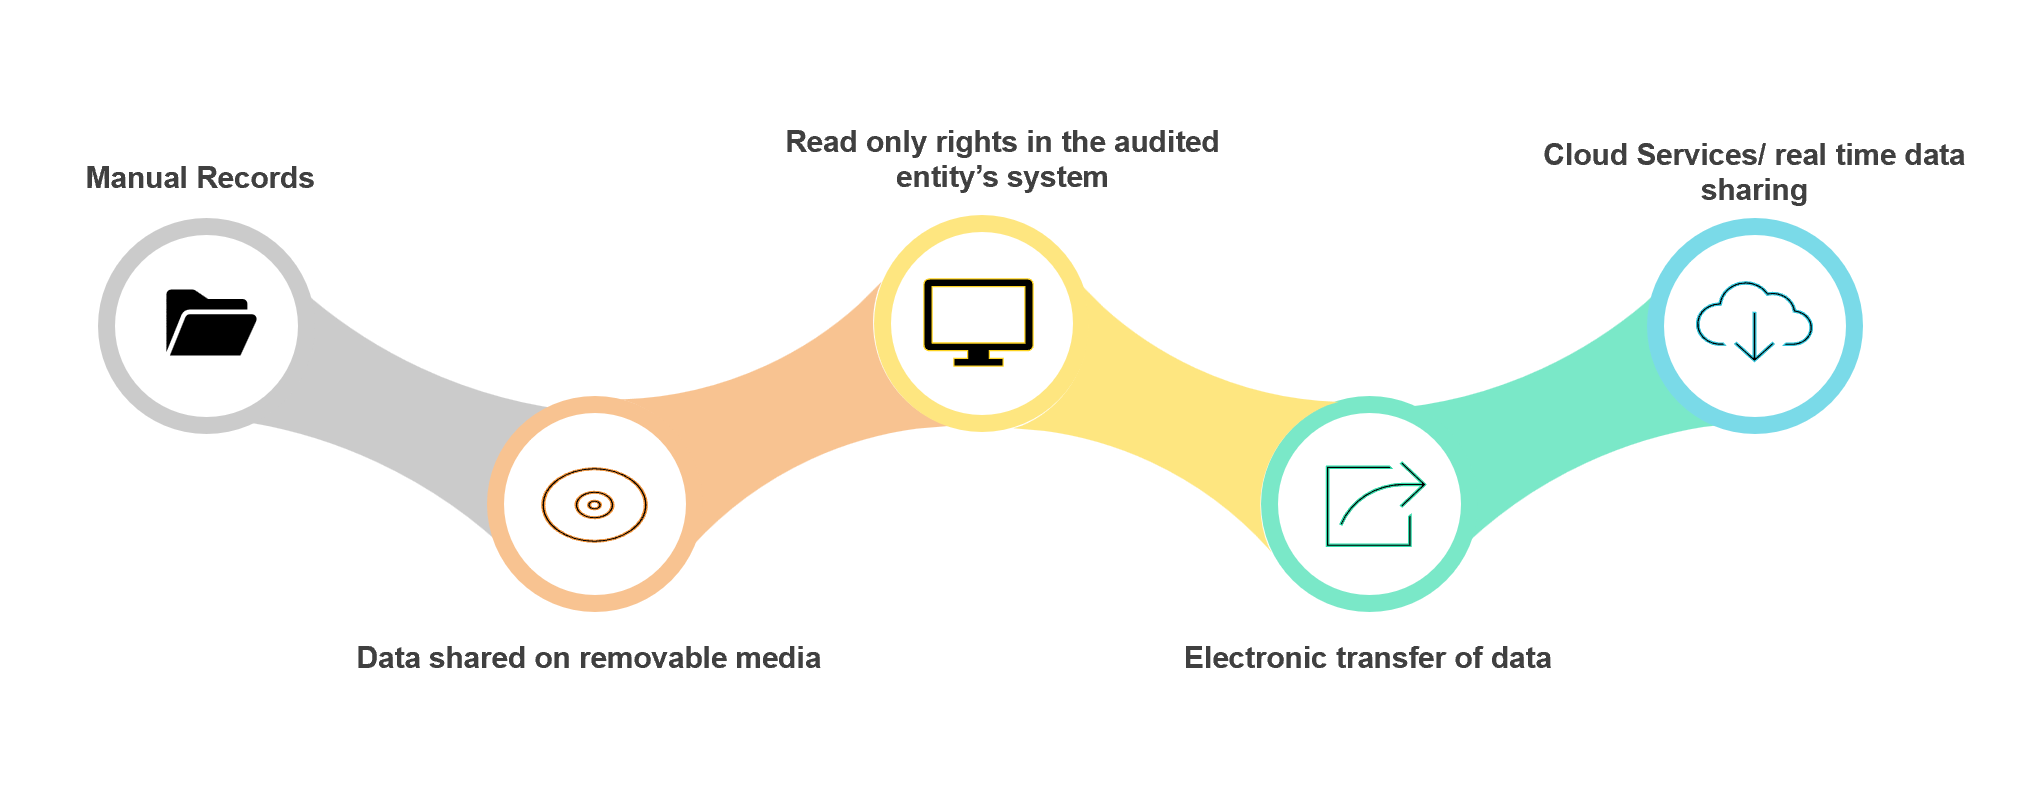 Manual Records
Data shared on removable media
Read only rights in the audited
entity’s system
Electronic transfer of data
Cloud Services/ real time data
sharing